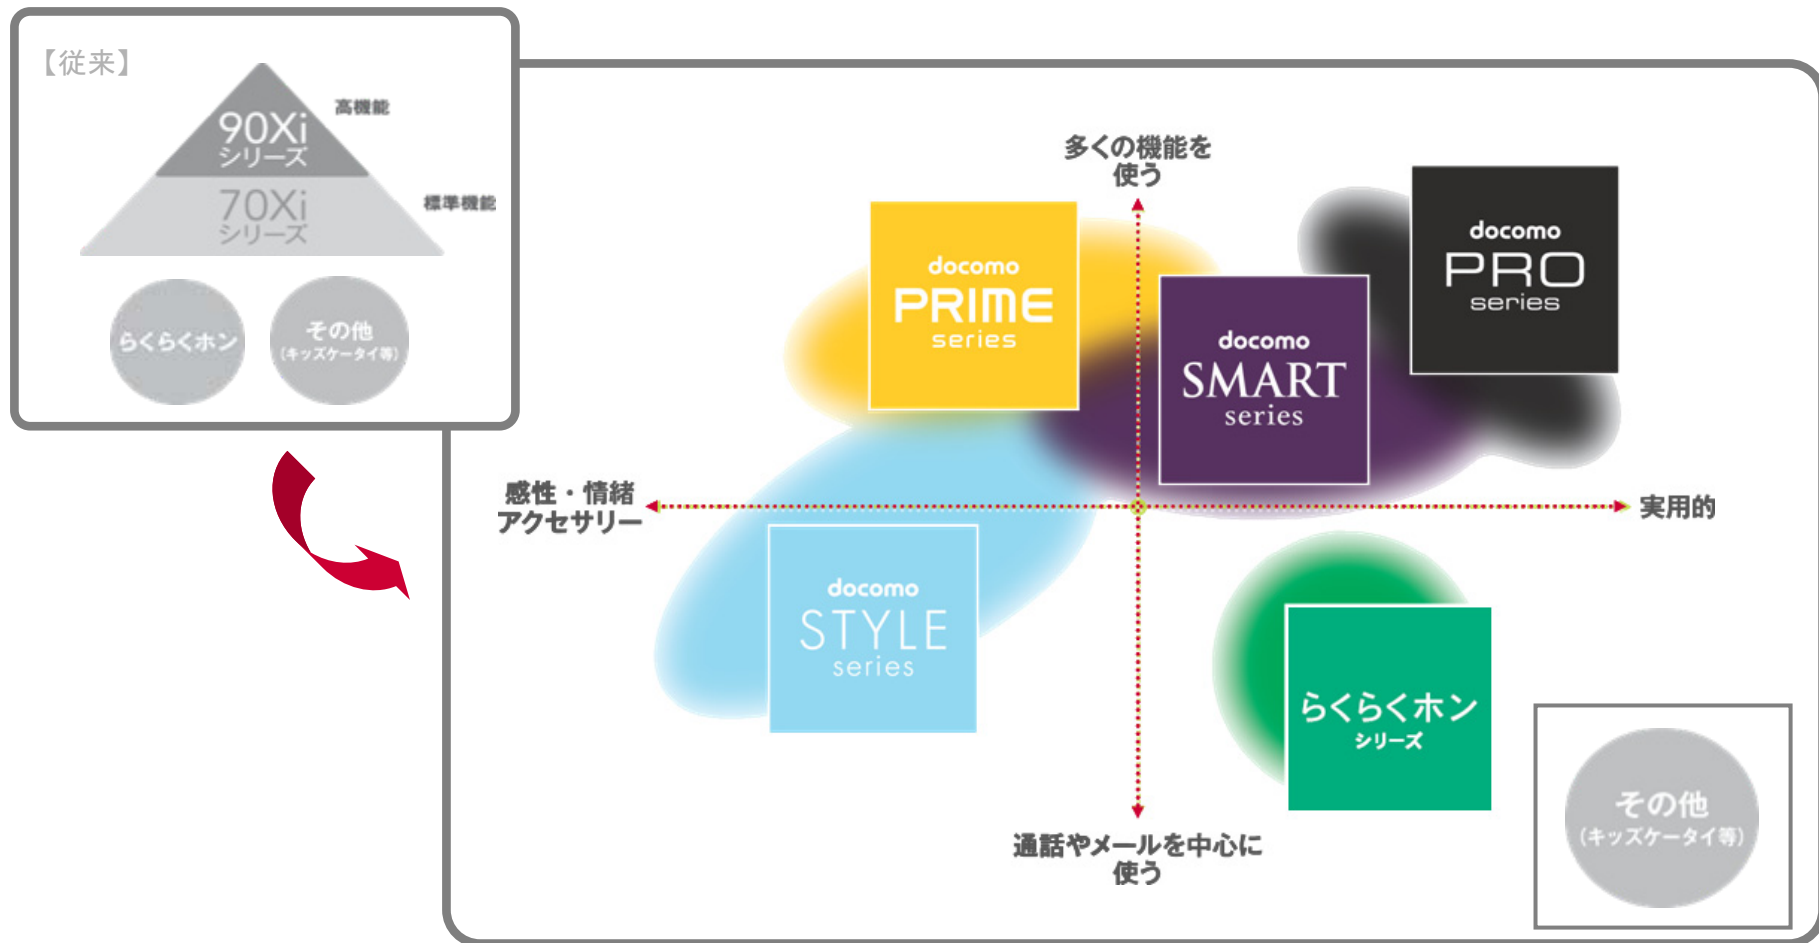 【従来】
高機能
90Xi
シリーズ
標準機能
70Xi
シリーズ
らくらくホン
その他
(キッズケータイ等)
多くの機能を
使う
docomo
PRIME
series
docomo
SMART
series
docomo
PRO
series
感性・情緒
アクセサリー
実用的
docomo
STYLE
series
らくらくホン
シリーズ
通話やメールを中心に
使う
その他
(キッズケータイ等)